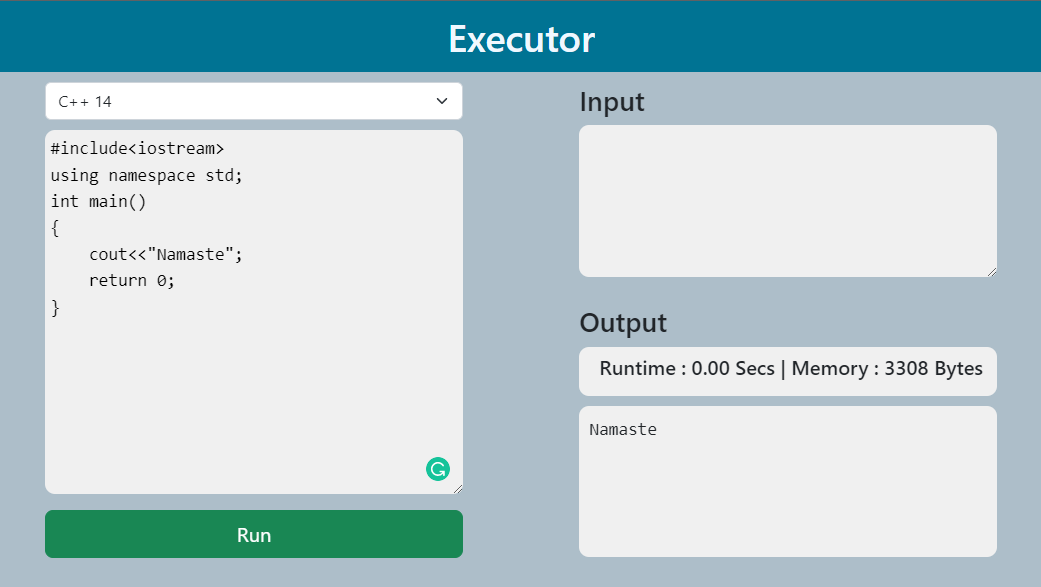 Executor
C++ 14
#include<iostream>
using namespace std;
int main()
{
    cout<<"Namaste";
    return 0;
}
Run
Input
Output
Runtime : 0.00 Secs | Memory : 3308 Bytes
Namaste